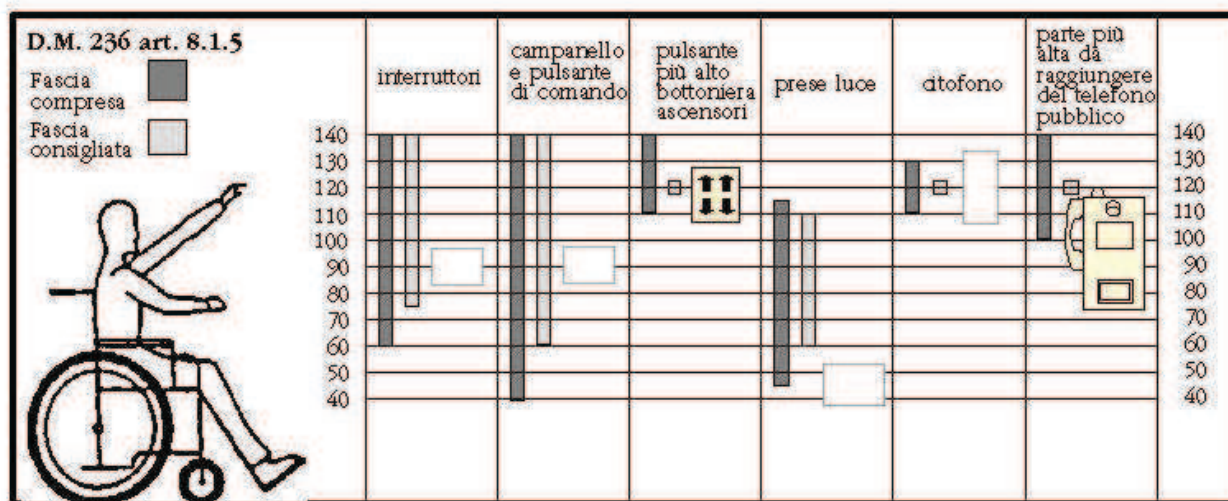 D.M. 236 art. 8.1.5
Fascia
compresa
Fascia
consigliata
interruttori
campanello
e pulsante
di comando
pulsante
più alto
bottoniera
ascensori
prese luce
citofono
parte più
alta da
raggiungere
del telefono
pubblico
140
130
120
110
100
90
80
70
60
50
40
140
130
120
110
100
90
80
70
60
50
40